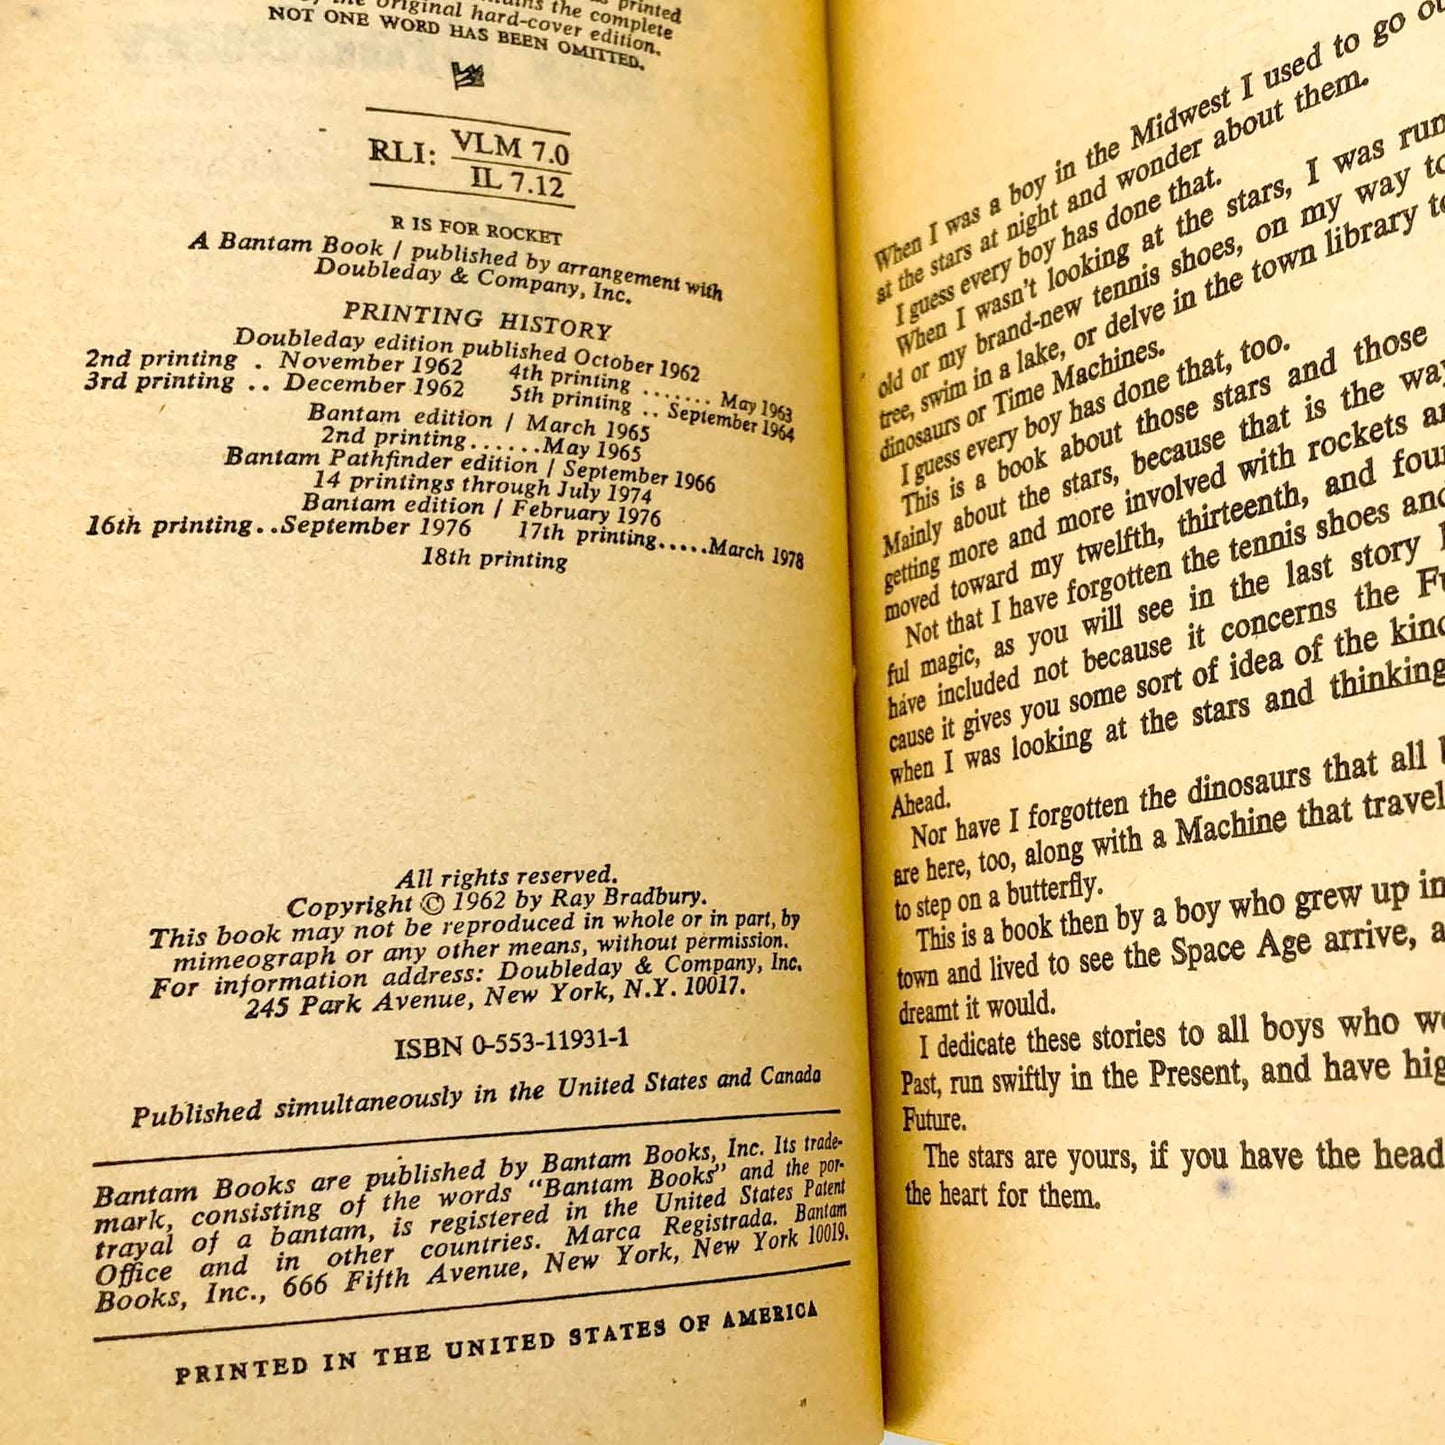 printed
the complete
original hard-cover edition.
NOT ONE WORD HAS BEEN OMITTED.
RLI: VLM 7.0
IL 7.12
R IS FOR ROCKET
A Bantam Book / published by arrangement with
Doubleday & Company, Inc.
PRINTING HISTORY
Doubleday edition published October 1962
2nd printing . November 1962 4th printing ....... May 1963
3rd printing .. December 1962 5th printing .. September 1964
Bantam edition / March 1965
2nd printing......May 1965
Bantam Pathfinder edition / September 1966
14 printings through July 1974
Bantam edition / February 1976
16th printing..September 1976 17th printing.....March 1978
18th printing
All rights reserved.
Copyright © 1962 by Ray Bradbury.
This book may not be reproduced in whole or in part, by
mimeograph or any other means, without permission.
For information address: Doubleday & Company, Inc.
245 Park Avenue, New York, N.Y. 10017.
ISBN 0-553-11931-1
Published simultaneously in the United States and Canada
Bantam Books are published by Bantam Books, Inc. Its trade-
mark, consisting of the words "Bantam Books" and the por-
trayal of a bantam, is registered in the United States Patent
Office and in other countries. Marca Registrada. Bantam
Books, Inc., 666 Fifth Avenue, New York, New York 10019.
PRINTED IN THE UNITED STATES OF AMERICA
When I was a boy in the Midwest I used to go
at the stars at night and wonder about them.
I guess every boy has done that.
When I wasn't looking at the stars, I was
old or my brand-new tennis shoes, on my way
tree, swim in a lake, or delve in the town library
dinosaurs or Time Machines.
I guess every boy has done that, too.
This is a book about those stars and those
Mainly about the stars, because that is the
getting more and more involved with rockets
moved toward my twelfth, thirteenth, and
Not that I have forgotten the tennis shoes
ful magic, as you will see in the last story
have included not because it concerns the
cause it gives you some sort of idea of the
when I was looking at the stars and thinking
Ahead.
Nor have I forgotten the dinosaurs that all
are here, too, along with a Machine that
to step on a butterfly.
This is a book then by a boy who grew up
town and lived to see the Space Age arrive,
dreamt it would.
I dedicate these stories to all boys who
Past, run swiftly in the Present, and have
Future.
The stars are yours, if you have the head
the heart for them.